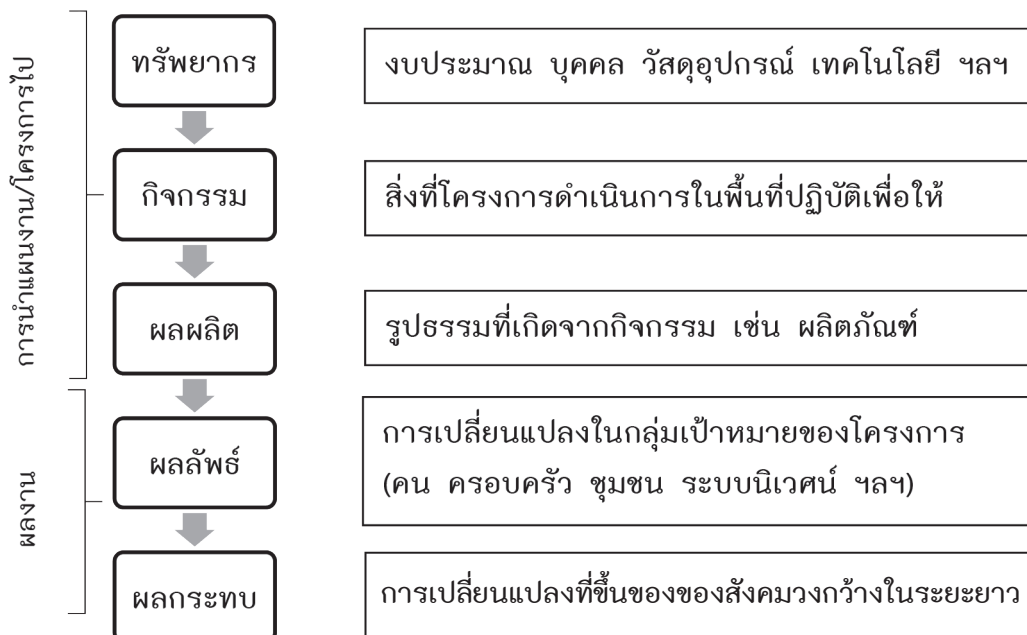 การนำแผนงาน/โครงการไป
ทรัพยากร
งบประมาณ บุคคล วัสดุอุปกรณ์ เทคโนโลยี ฯลฯ
กิจกรรม
สิ่งที่โครงการดำเนินการในพื้นที่ปฏิบัติเพื่อให้
ผลผลิต
รูปธรรมที่เกิดจากกิจกรรม เช่น ผลิตภัณฑ์
ผลงาน
ผลลัพธ์
การเปลี่ยนแปลงในกลุ่มเป้าหมายของโครงการ
(คน ครอบครัว ชุมชน ระบบนิเวศน์ ฯลฯ)
ผลกระทบ
การเปลี่ยนแปลงที่ขึ้นของของสังคมวงกว้างในระยะยาว